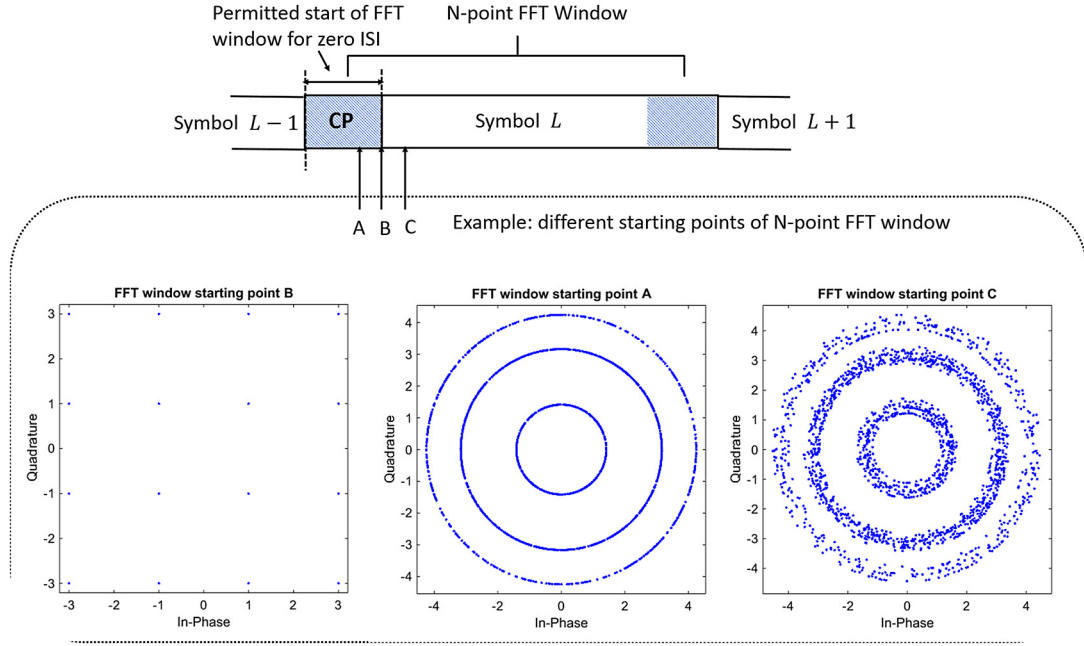 Permitted start of FFT
window for zero ISI
N-point FFT Window
Symbol L − 1
CP
Symbol L
Symbol L + 1
A
B
C
Example: different starting points of N-point FFT window
FFT window starting point B
3
2
1
0
-1
-2
-3
-3
-2
-1
0
1
2
3
Quadrature
In-Phase
FFT window starting point A
4
3
2
1
0
-1
-2
-3
-4
-4
-2
0
2
4
Quadrature
In-Phase
FFT window starting point C
4
3
2
1
0
-1
-2
-3
-4
-4
-2
0
2
4
Quadrature
In-Phase